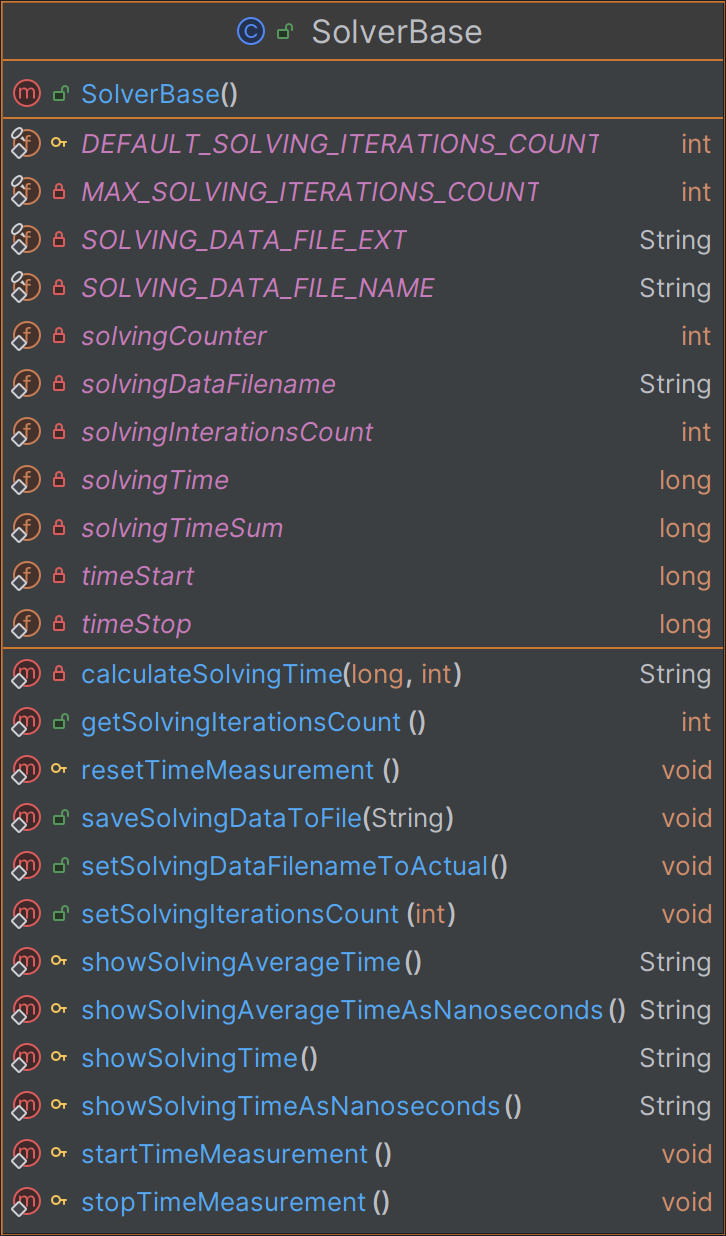 SolverBase
SolverBase()
DEFAULT_SOLVING_ITERATIONS_COUNT int
MAX_SOLVING_ITERATIONS_COUNT int
SOLVING_DATA_FILE_EXT String
SOLVING_DATA_FILE_NAME String
solvingCounter int
solvingDataFilename String
solvingInterationsCount int
solvingTime long
solvingTimeSum long
timeStart long
timeStop long
calculateSolvingTime(long, int) String
getSolvingIterationsCount () int
resetTimeMeasurement () void
saveSolvingDataToFile(String) void
setSolvingDataFilenameToActual() void
setSolvingIterationsCount (int) void
showSolvingAverageTime() String
showSolvingAverageTimeAsNanoseconds () String
showSolvingTime() String
showSolvingTimeAsNanoseconds () String
startTimeMeasurement () void
stopTimeMeasurement () void